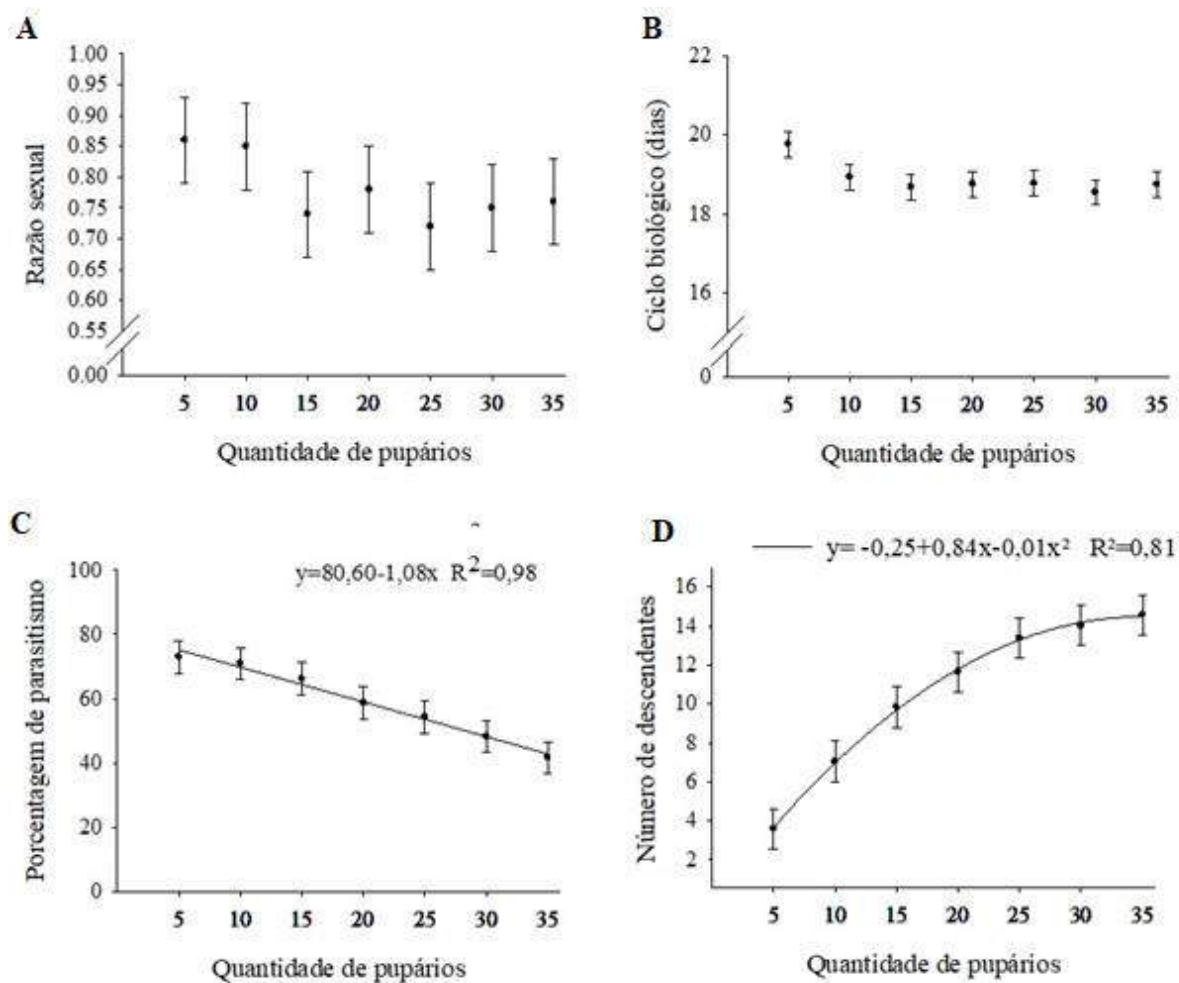 A
Razão sexual
1.00
0.95
0.90
0.85
0.80
0.75
0.70
0.65
0.60
0.55
0.00
5 10 15 20 25 30 35
Quantidade de pupários
B
Ciclo biológico (dias)
22
20
18
16
0
5 10 15 20 25 30 35
Quantidade de pupários
C
Porcentagem de parasitismo
y=80,60-1,08x R²=0,98
100
80
60
40
20
0
5 10 15 20 25 30 35
Quantidade de pupários
D
Número de descendentes
y= -0,25+0,84x-0,01x² R²=0,81
16
14
12
10
8
6
4
2
5 10 15 20 25 30 35
Quantidade de pupários